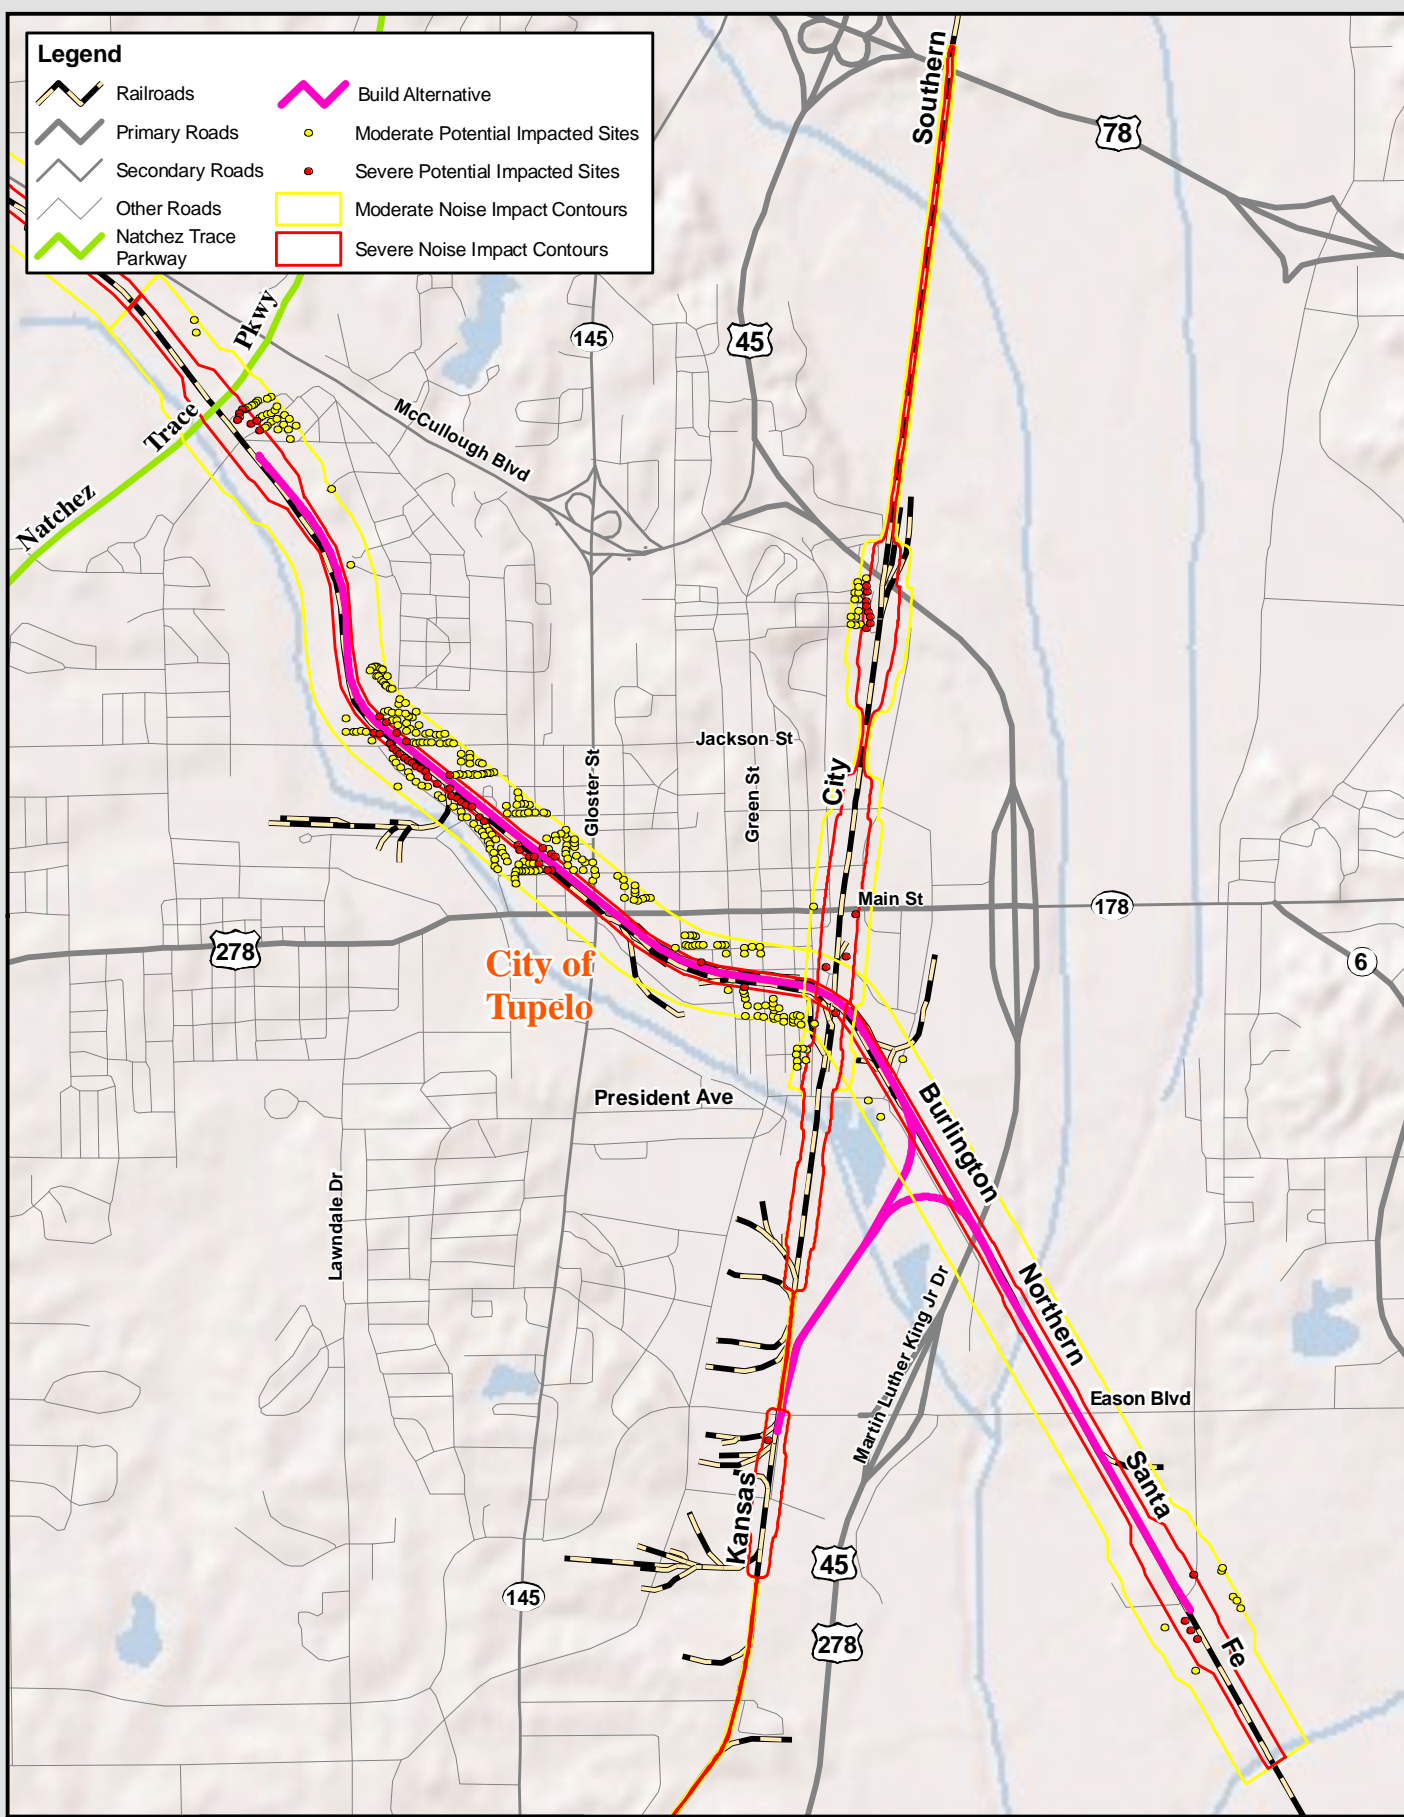 Legend
Railroads
Primary Roads
Secondary Roads
Other Roads
Natchez Trace
Parkway
Build Alternative
Moderate Potential Impacted Sites
Severe Potential Impacted Sites
Moderate Noise Impact Contours
Severe Noise Impact Contours
Southern
78
Pkwy
145
45
Trace
McCullough Blvd
Natchez
Jackson St
Gloster St
Green St
City
Main St
178
278
6
City of
Tupelo
President Ave
Burlington
Lawndale Dr
Northern
Martin Luther King Jr Dr
Eason Blvd
Santa
Kansas
45
145
278
Fe